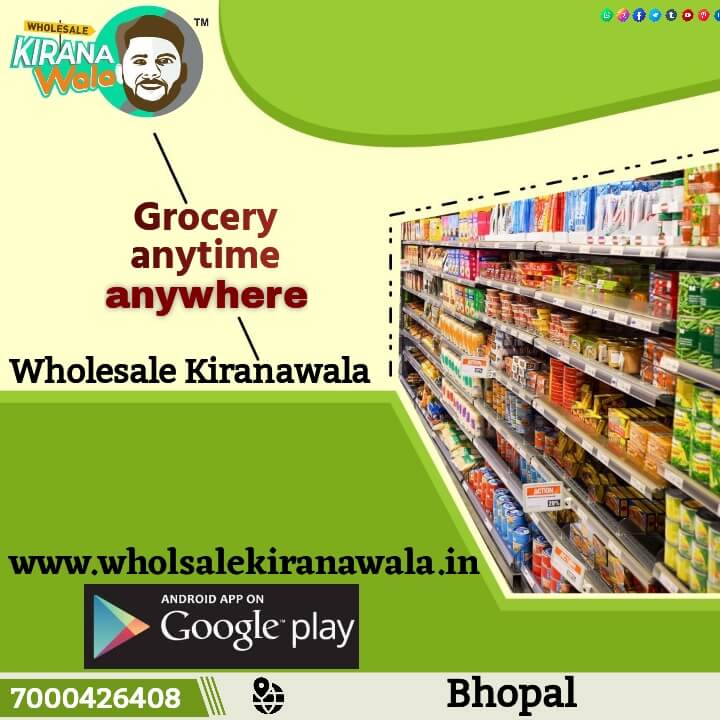 WHOLESALE
KIRANA
Wala
TM
Grocery
anytime
anywhere
Wholesale Kiranawala
ACTION
www.wholsalekiranawala.in
ANDROID APP ON
Google play
7000426408
Bhopal